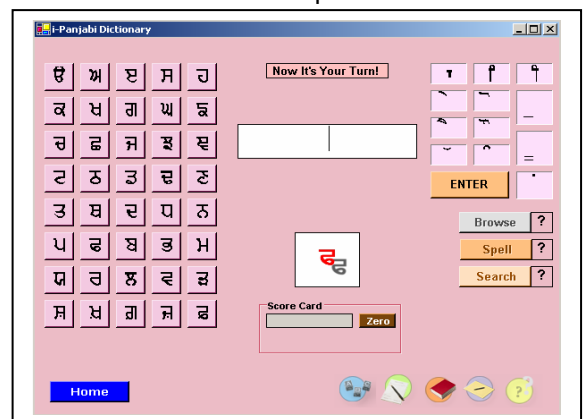 i-Panjabi Dictionary
ੳ ਅ ੲ ਸ ਹ
ਕ ਖ ਗ ਘ ਙ
ਚ ਛ ਜ ਝ ਞ
ਟ ਠ ਡ ਢ ਣ
ਤ ਥ ਦ ਧ ਨ
ਪ ਫ ਬ ਭ ਮ
ਯ ਰ ਲ ਵ ੜ
ਸ਼ ਖ਼ ਗ਼ ਜ਼ ਫ਼
Now It's Your Turn!
ਾ ਿ ੀ
ENTER
Browse ?
Spell ?
Search ?
Score Card
Zero
Home
?